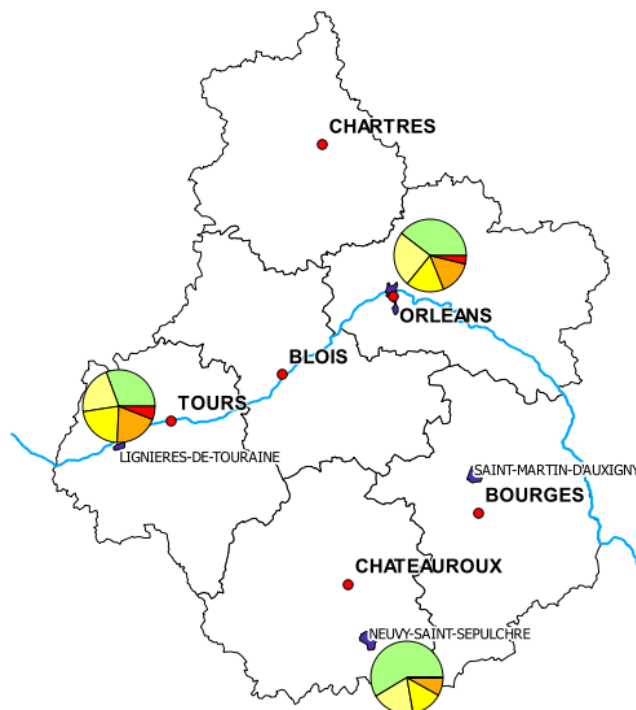 CHARTRES
ORLEANS
BLOIS
TOURS
LIGNIERES-DE-TOURAINE
SAINT-MARTIN-D'AUXIGNY
BOURGES
CHATEAUROUX
NEUVY-SAINT-SEPULCHRE